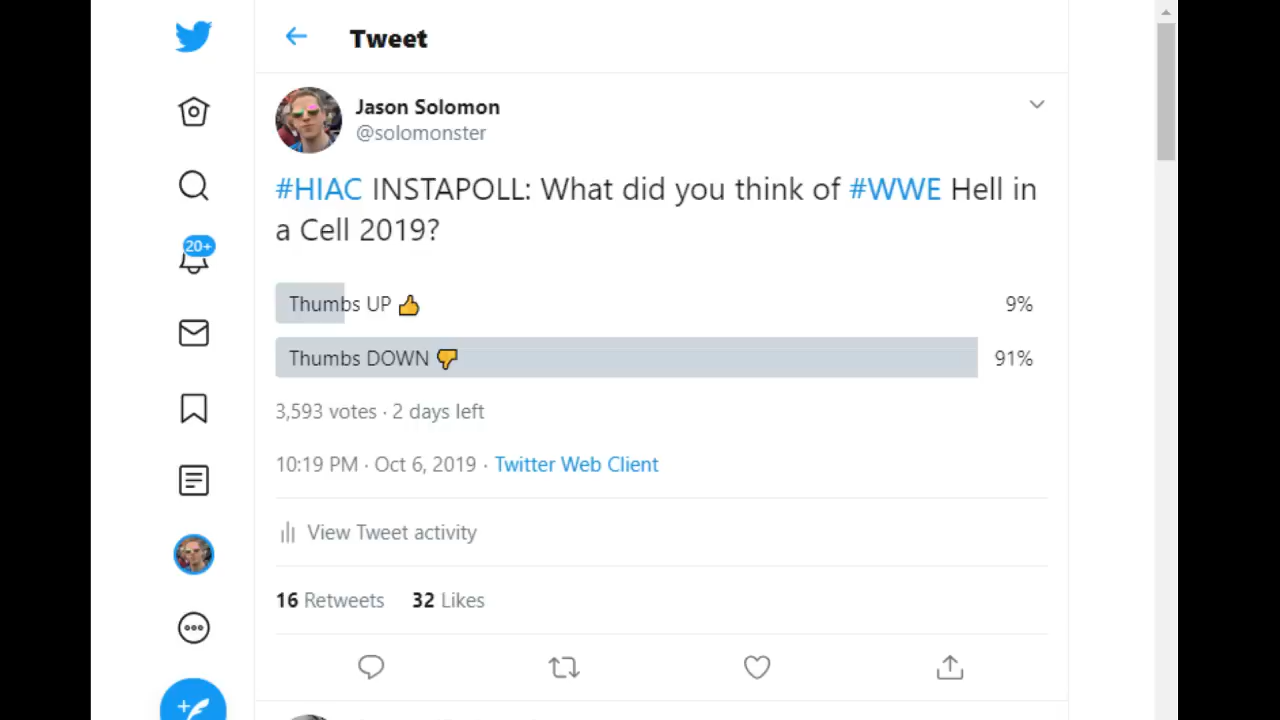 Tweet
Jason Solomon
@solomonster
#HIAC INSTAPOLL: What did you think of #WWE Hell in
a Cell 2019?
Thumbs UP 👍 9%
Thumbs DOWN 👎 91%
3,593 votes · 2 days left
10:19 PM · Oct 6, 2019 · Twitter Web Client
View Tweet activity
16 Retweets 32 Likes
20+